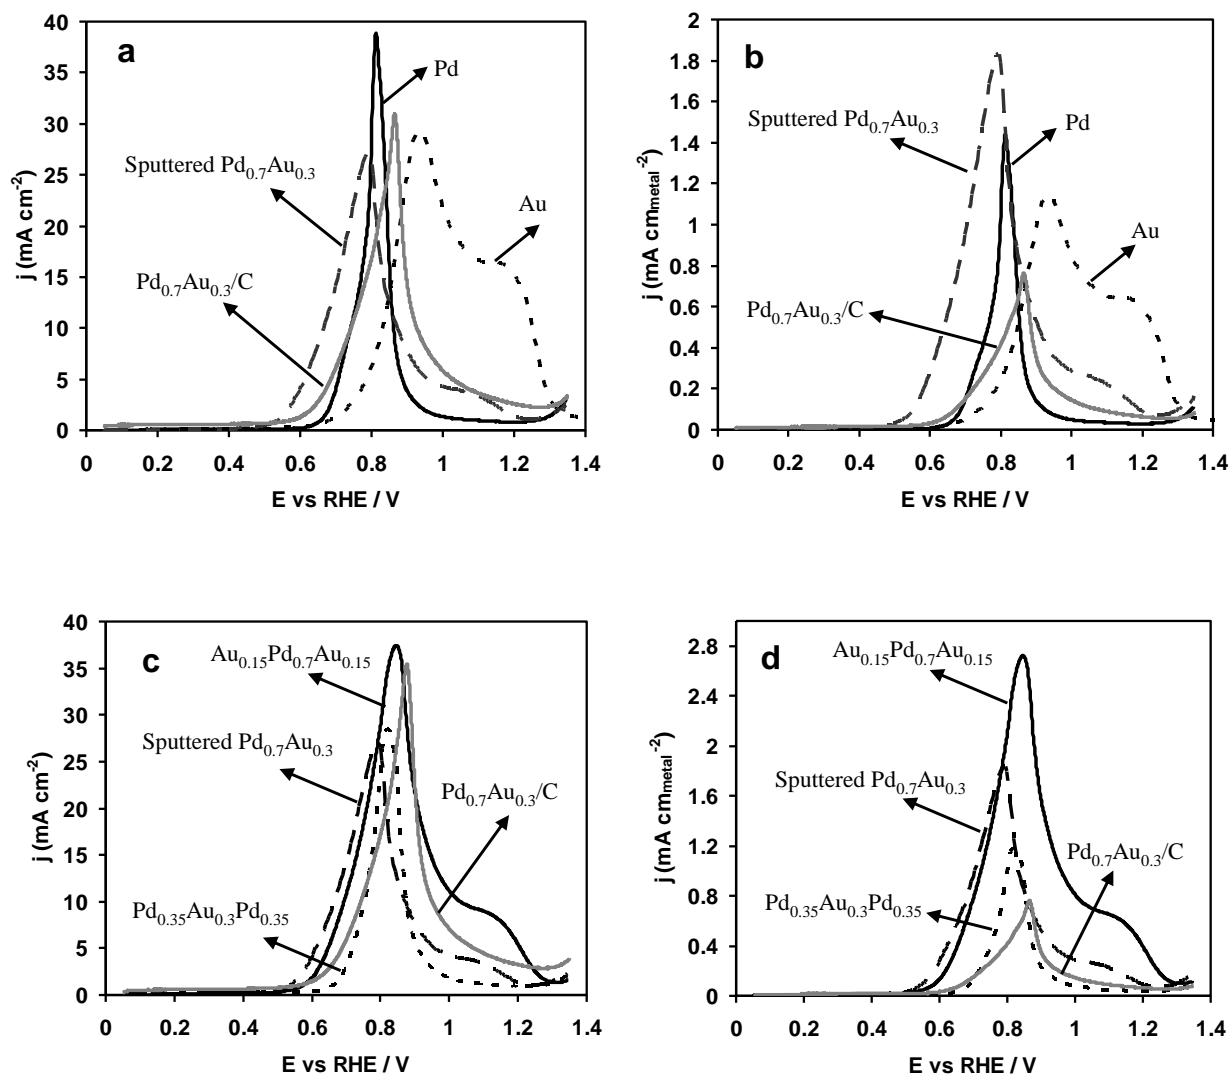 a
40
35
30
25
20
15
10
5
0
j (mA cm-2)
Pd
Sputtered Pd0.7Au0.3
Au
Pd0.7Au0.3/C
0 0.2 0.4 0.6 0.8 1 1.2 1.4
E vs RHE / V
b
2
1.8
1.6
1.4
1.2
1
0.8
0.6
0.4
0.2
0
j (mA cmmetal-2)
Sputtered Pd0.7Au0.3
Pd
Au
Pd0.7Au0.3/C
0 0.2 0.4 0.6 0.8 1 1.2 1.4
E vs RHE / V
c
40
35
30
25
20
15
10
5
0
j (mA cm-2)
Au0.15Pd0.7Au0.15
Sputtered Pd0.7Au0.3
Pd0.7Au0.3/C
Pd0.35Au0.3Pd0.35
0 0.2 0.4 0.6 0.8 1 1.2 1.4
E vs RHE / V
d
2.8
2.4
2
1.6
1.2
0.8
0.4
0
j (mA cmmetal-2)
Au0.15Pd0.7Au0.15
Sputtered Pd0.7Au0.3
Pd0.7Au0.3/C
Pd0.35Au0.3Pd0.35
0 0.2 0.4 0.6 0.8 1 1.2 1.4
E vs RHE / V